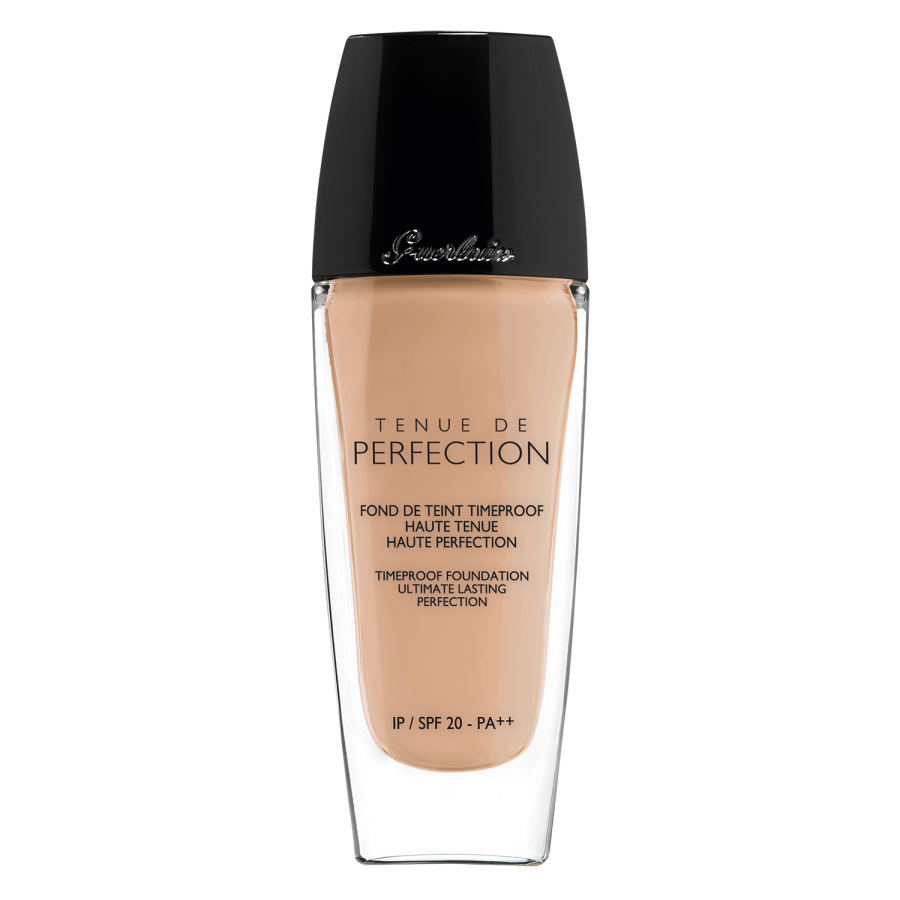 Guerlain
TENUE DE
PERFECTION
FOND DE TEINT TIMEPROOF
HAUTE TENUE
HAUTE PERFECTION
TIMEPROOF FOUNDATION
ULTIMATE LASTING
PERFECTION
IP / SPF 20 - PA++